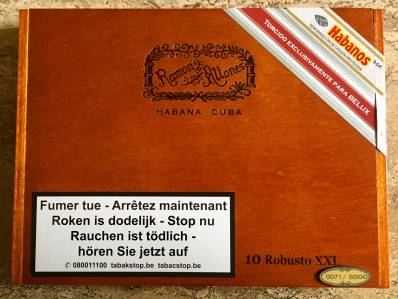 Habanos
TORCIDO EXCLUSIVAMENTE PARA BELUX
Ramon Allones
HABANA CUBA
Fumer tue - Arrêtez maintenant
Roken is dodelijk - Stop nu
Rauchen ist tödlich -
hören Sie jetzt auf
✆ 080011100 tabakstop.be tabacstop.be
10 Robusto XXL
0071/5000